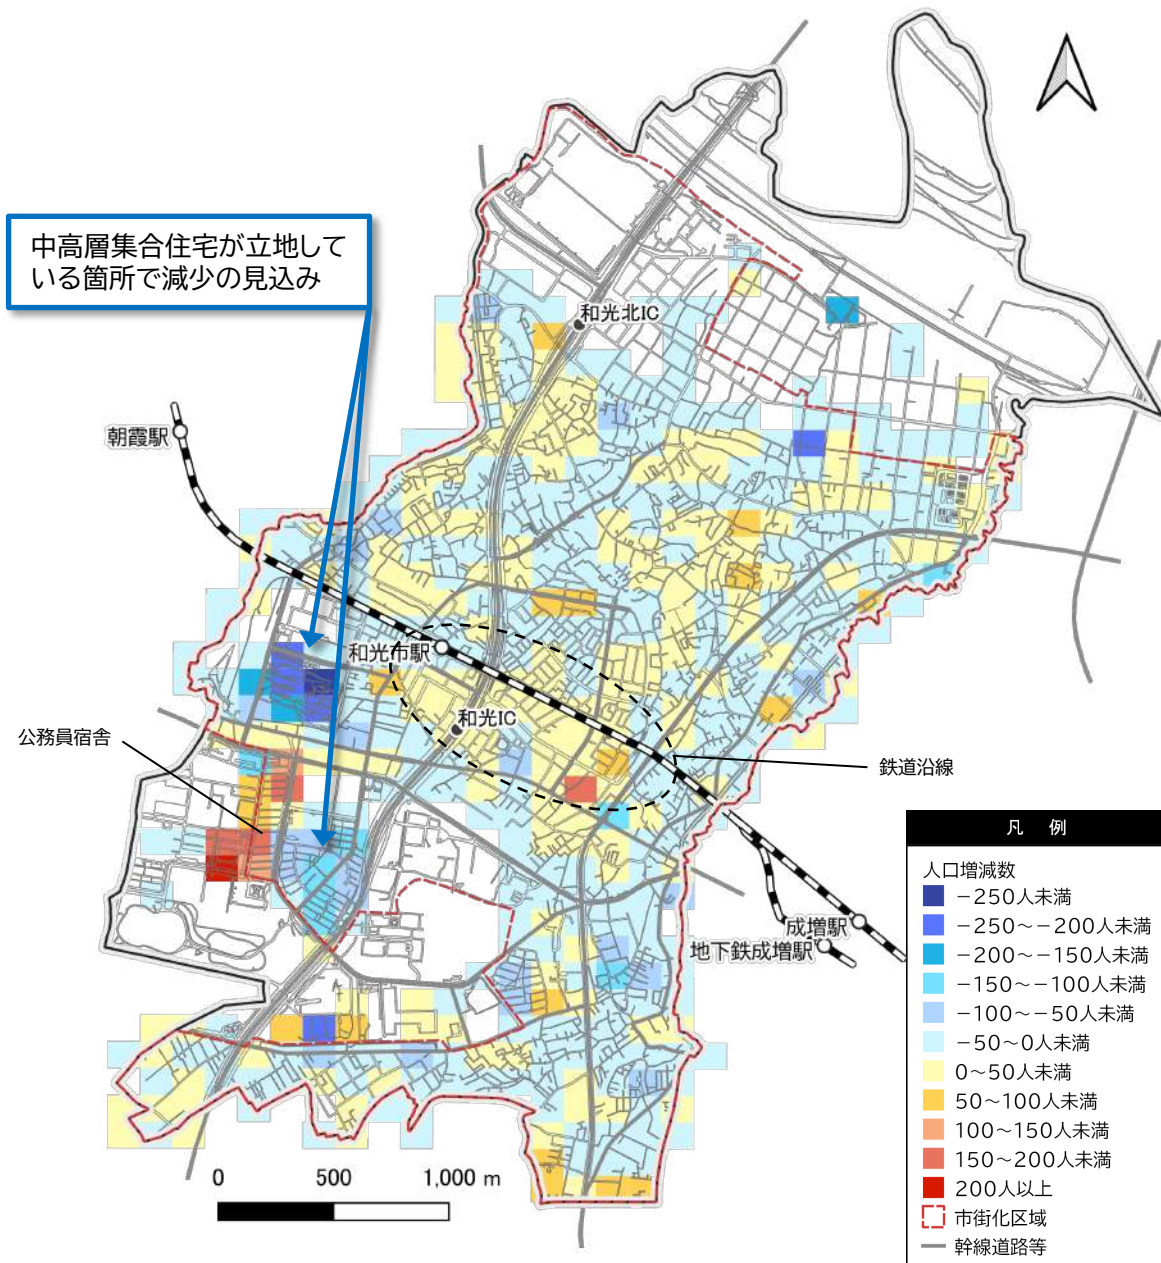 中高層集合住宅が立地して
いる箇所で減少の見込み
和光北IC
朝霞駅
和光市駅
和光IC
公務員宿舎
鉄道沿線
成増駅
地下鉄成増駅
0 500 1,000 m
凡 例
人口増減数
－250人未満
－250～－200人未満
－200～－150人未満
－150～－100人未満
－100～－50人未満
－50～0人未満
0～50人未満
50～100人未満
100～150人未満
150～200人未満
200人以上
市街化区域
幹線道路等